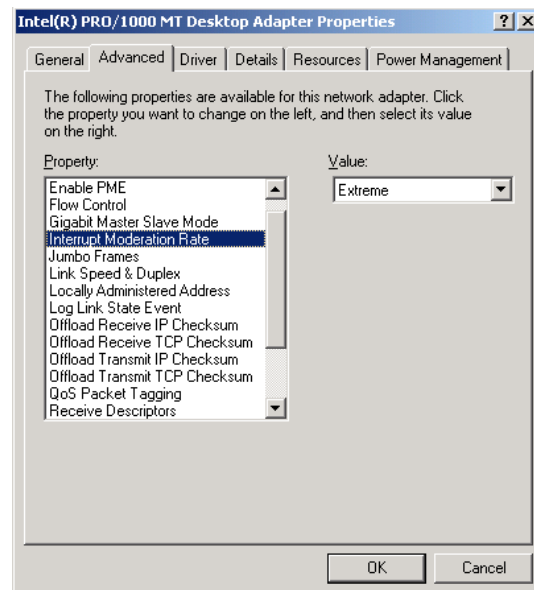 Intel(R) PRO/1000 MT Desktop Adapter Properties
General Advanced Driver Details Resources Power Management
The following properties are available for this network adapter. Click
the property you want to change on the left, and then select its value
on the right.
Property:
Enable PME
Flow Control
Gigabit Master Slave Mode
Interrupt Moderation Rate
Jumbo Frames
Link Speed & Duplex
Locally Administered Address
Log Link State Event
Offload Receive IP Checksum
Offload Receive TCP Checksum
Offload Transmit IP Checksum
Offload Transmit TCP Checksum
QoS Packet Tagging
Receive Descriptors
Value:
Extreme
OK Cancel